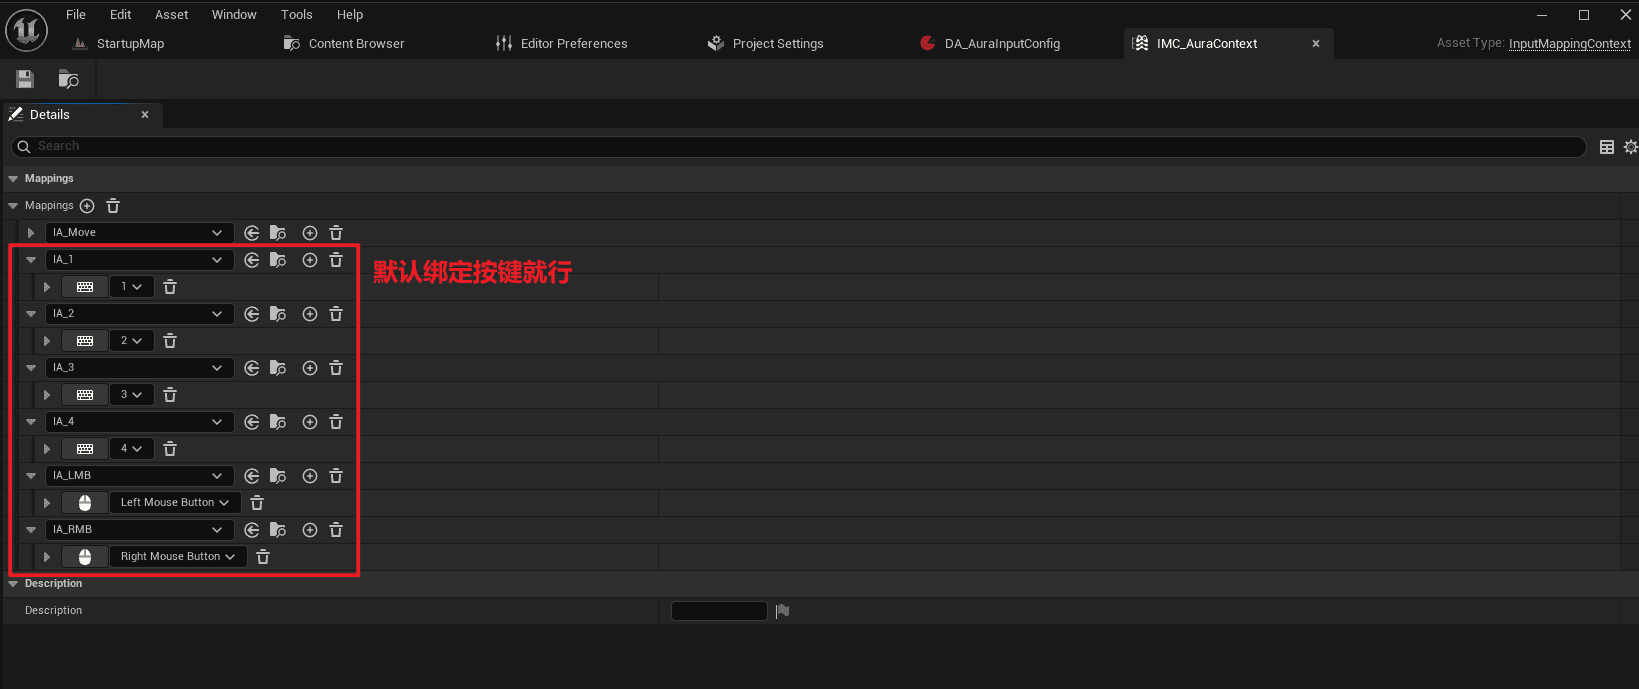 File Edit Asset Window Tools Help
StartupMap Content Browser Editor Preferences Project Settings DA_AuraInputConfig IMC_AuraContext Asset Type: InputMappingContext
Details
Search
Mappings
Mappings
IA_Move
IA_1
默认绑定按键就行
1
IA_2
2
IA_3
3
IA_4
4
IA_LMB
Left Mouse Button
IA_RMB
Right Mouse Button
Description
Description